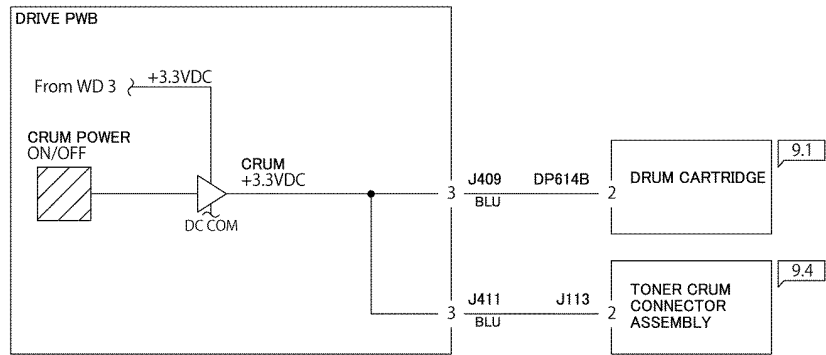 DRIVE PWB
From WD 3
+3.3VDC
CRUM POWER
ON/OFF
CRUM
+3.3VDC
DC COM
3
J409
BLU
DP614B
2
DRUM CARTRIDGE
9.1
3
J411
BLU
J113
2
TONER CRUM
CONNECTOR
ASSEMBLY
9.4